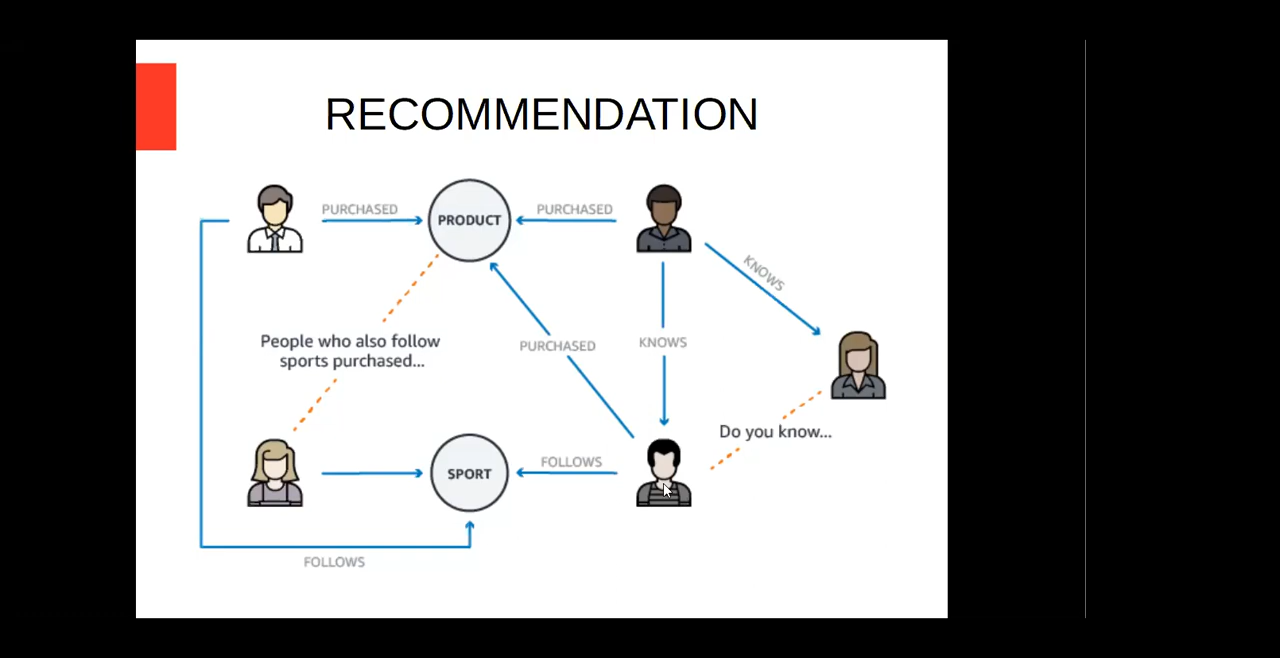 RECOMMENDATION
PURCHASED
PRODUCT
PURCHASED
KNOWS
People who also follow
sports purchased...
PURCHASED
KNOWS
Do you know...
SPORT
FOLLOWS
FOLLOWS